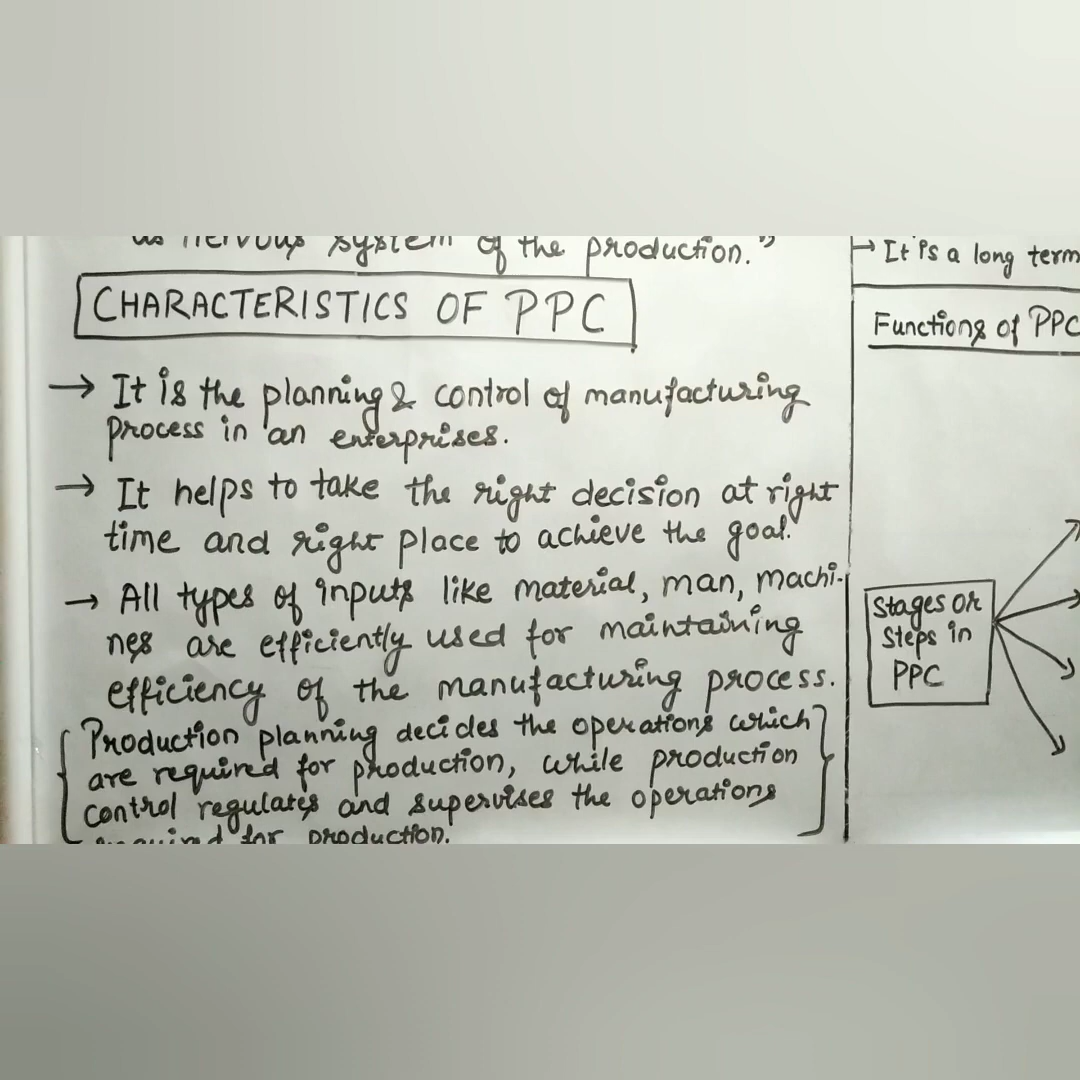 as nervous system of the production."
CHARACTERISTICS OF PPC
→ It is the planning & control of manufacturing
process in an enterprises.
→ It helps to take the right decision at right
time and right place to achieve the goal.
→ All types of inputs like material, man, machi-
nes are efficiently used for maintaining
efficiency of the manufacturing process.
Production planning decides the operations which
are required for production, while production
control regulates and supervises the operations
required for production.
→ It is a long term
Functions of PPC
Stages or
Steps in
PPC